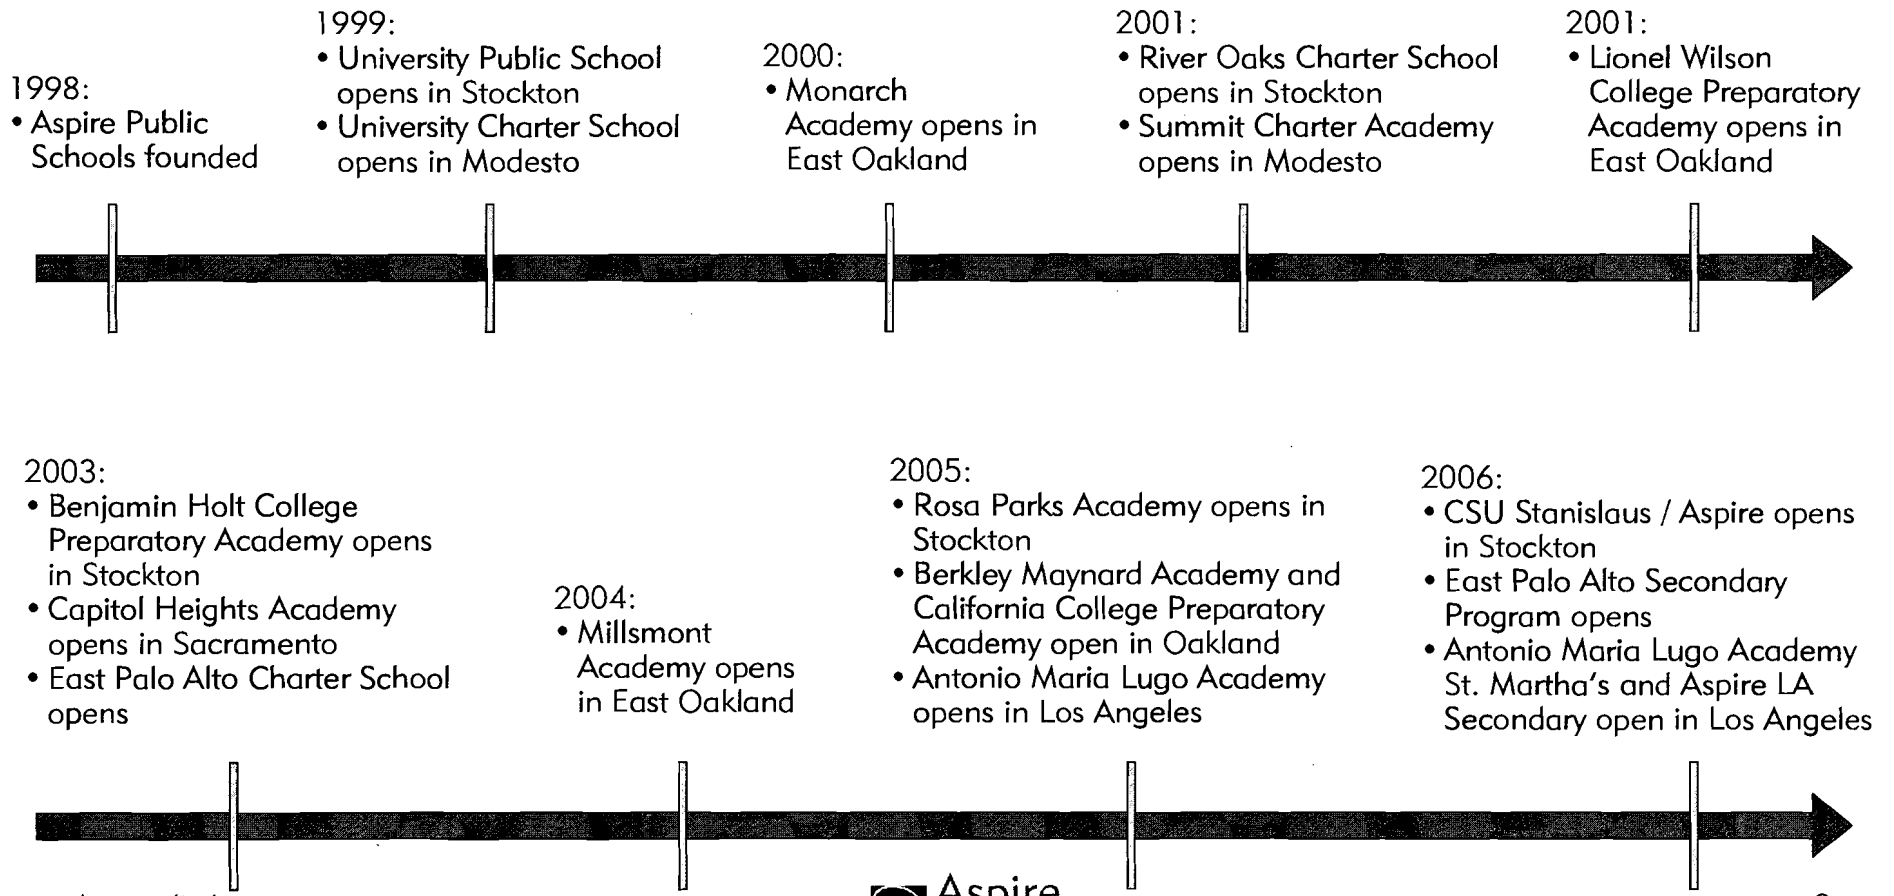 1998:
• Aspire Public
Schools founded
1999:
• University Public School
opens in Stockton
• University Charter School
opens in Modesto
2000:
• Monarch
Academy opens in
East Oakland
2001:
• River Oaks Charter School
opens in Stockton
• Summit Charter Academy
opens in Modesto
2001:
• Lionel Wilson
College Preparatory
Academy opens in
East Oakland
2003:
• Benjamin Holt College
Preparatory Academy opens
in Stockton
• Capitol Heights Academy
opens in Sacramento
• East Palo Alto Charter School
opens
2004:
• Millsmont
Academy opens
in East Oakland
2005:
• Rosa Parks Academy opens in
Stockton
• Berkley Maynard Academy and
California College Preparatory
Academy open in Oakland
• Antonio Maria Lugo Academy
opens in Los Angeles
2006:
• CSU Stanislaus / Aspire opens
in Stockton
• East Palo Alto Secondary
Program opens
• Antonio Maria Lugo Academy
St. Martha's and Aspire LA
Secondary open in Los Angeles
Aspire